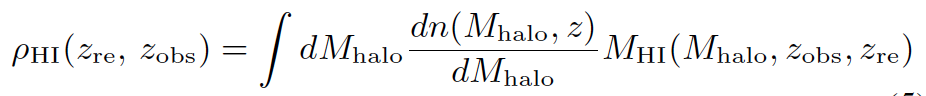 ρ_HI(z_re, z_obs) = ∫ dM_halo dn(M_halo, z)/dM_halo M_HI(M_halo, z_obs, z_re)